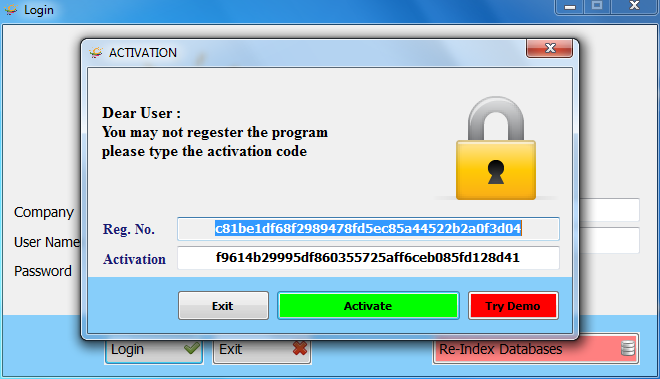 Login
ACTIVATION
Dear User :
You may not regester the program
please type the activation code
Company
User Name
Password
Reg. No.
c81be1df68f2989478fd5ec85a44522b2a0f3d04
Activation
f9614b29995df860355725aff6ceb085fd128d41
Exit
Activate
Try Demo
Login
Exit
Re-Index Databases